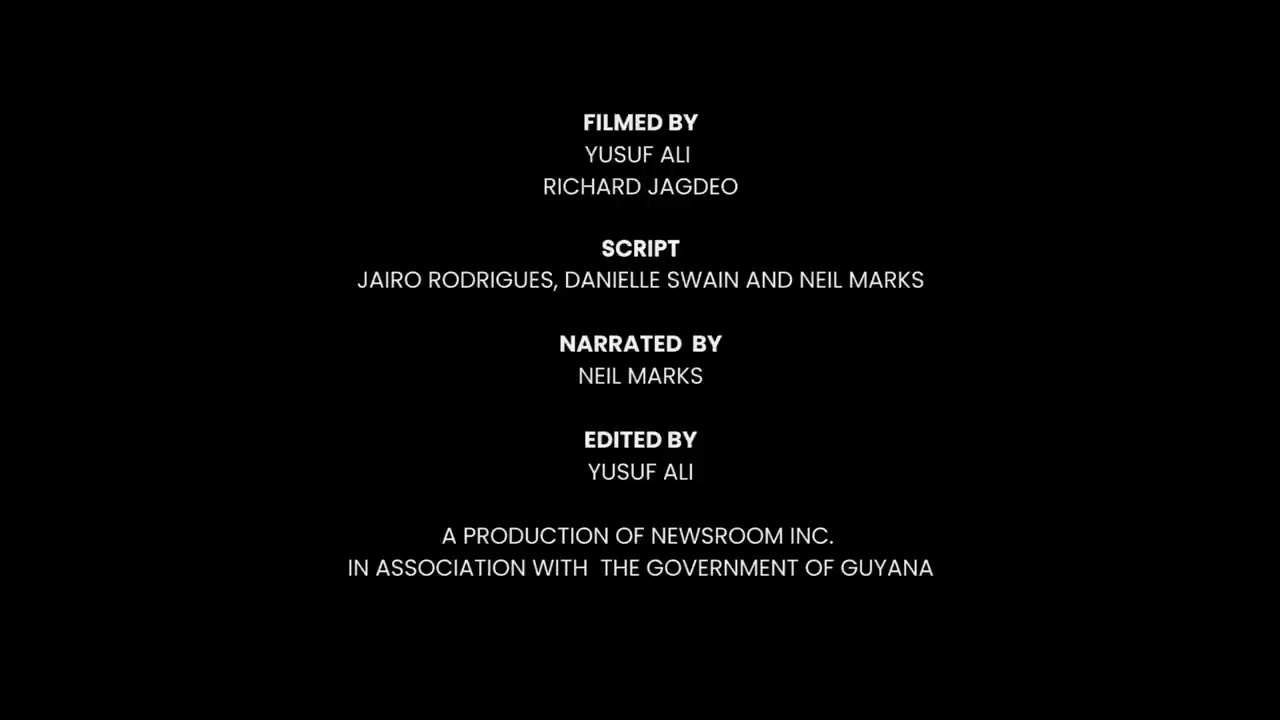 FILMED BY
YUSUF ALI
RICHARD JAGDEO
SCRIPT
JAIRO RODRIGUES, DANIELLE SWAIN AND NEIL MARKS
NARRATED BY
NEIL MARKS
EDITED BY
YUSUF ALI
A PRODUCTION OF NEWSROOM INC.
IN ASSOCIATION WITH THE GOVERNMENT OF GUYANA